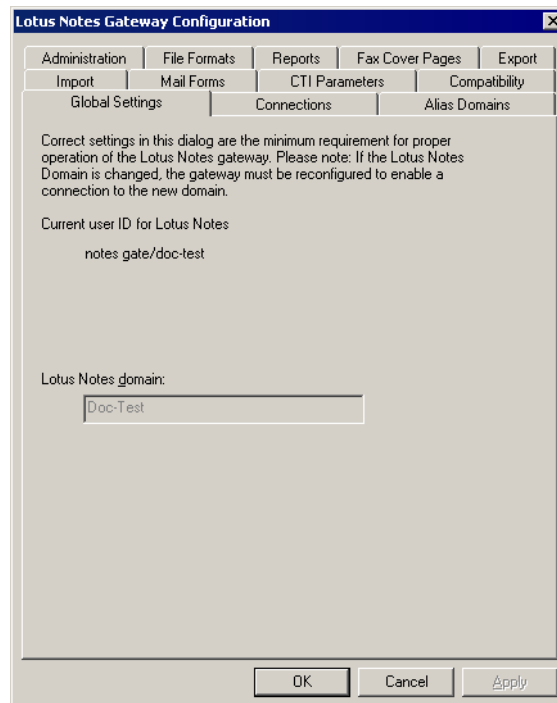 Lotus Notes Gateway Configuration
Administration File Formats Reports Fax Cover Pages Export
Import Mail Forms CTI Parameters Compatibility
Global Settings Connections Alias Domains
Correct settings in this dialog are the minimum requirement for proper
operation of the Lotus Notes gateway. Please note: If the Lotus Notes
Domain is changed, the gateway must be reconfigured to enable a
connection to the new domain.
Current user ID for Lotus Notes
notes gate/doc-test
Lotus Notes domain:
Doc-Test
OK Cancel Apply